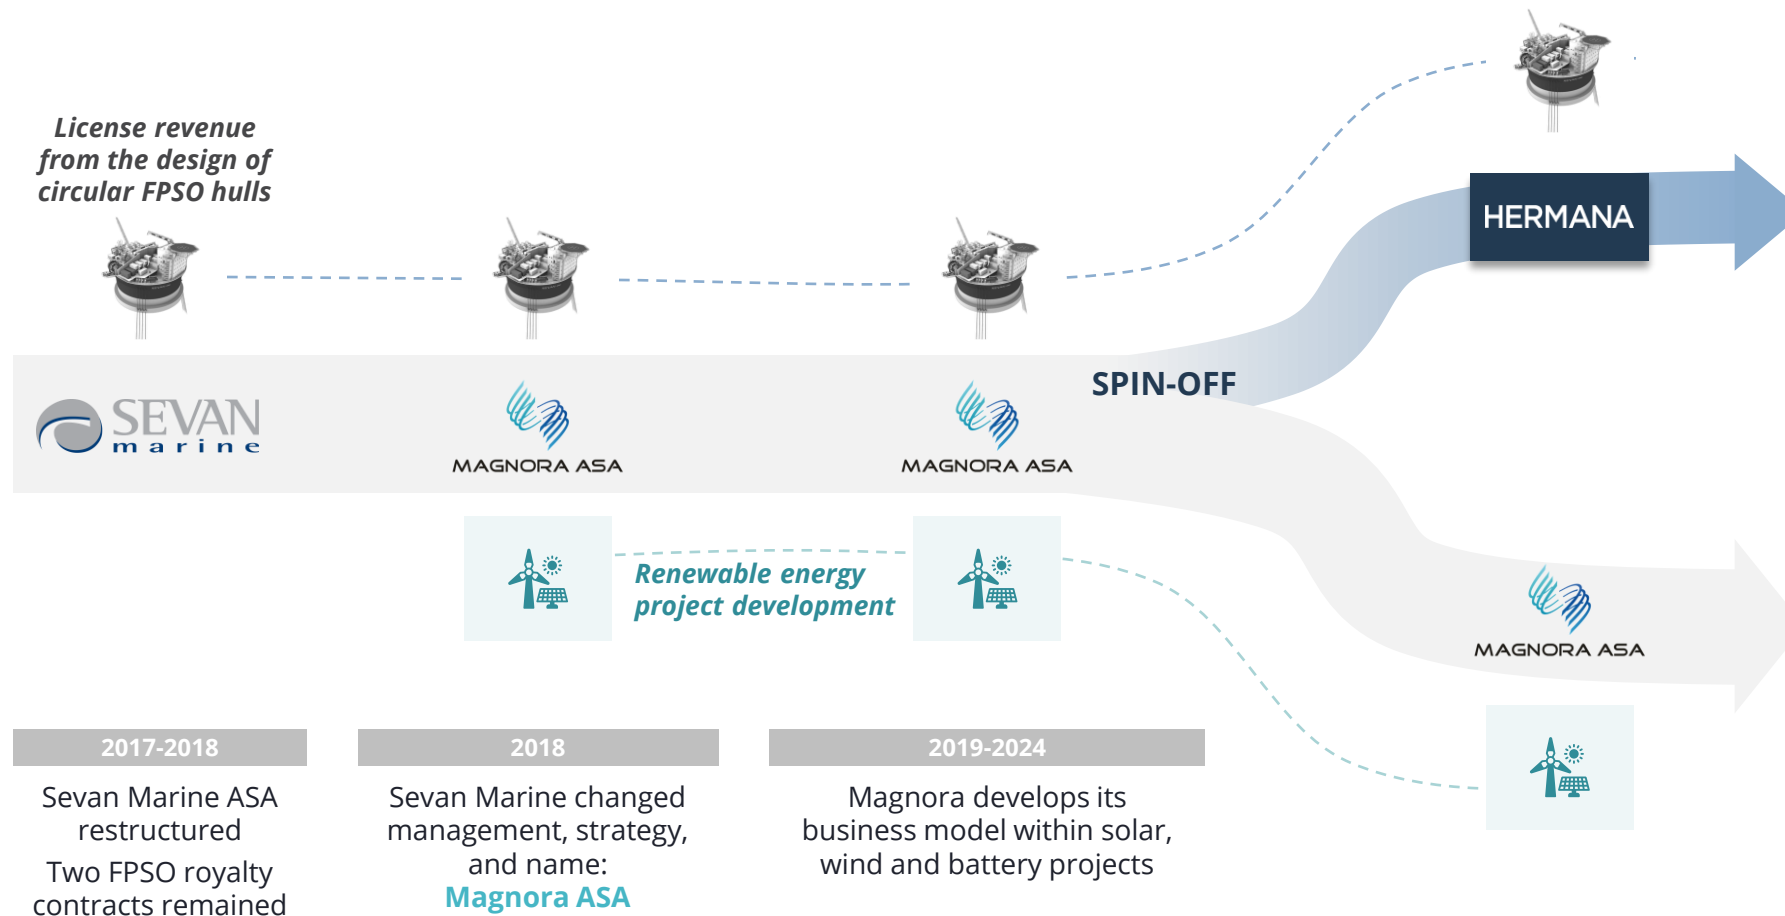 License revenue
from the design of
circular FPSO hulls
HERMANA
SPIN-OFF
SEVAN
marine
MAGNORA ASA
MAGNORA ASA
Renewable energy
project development
MAGNORA ASA
2017-2018
Sevan Marine ASA
restructured
Two FPSO royalty
contracts remained
2018
Sevan Marine changed
management, strategy,
and name:
Magnora ASA
2019-2024
Magnora develops its
business model within solar,
wind and battery projects